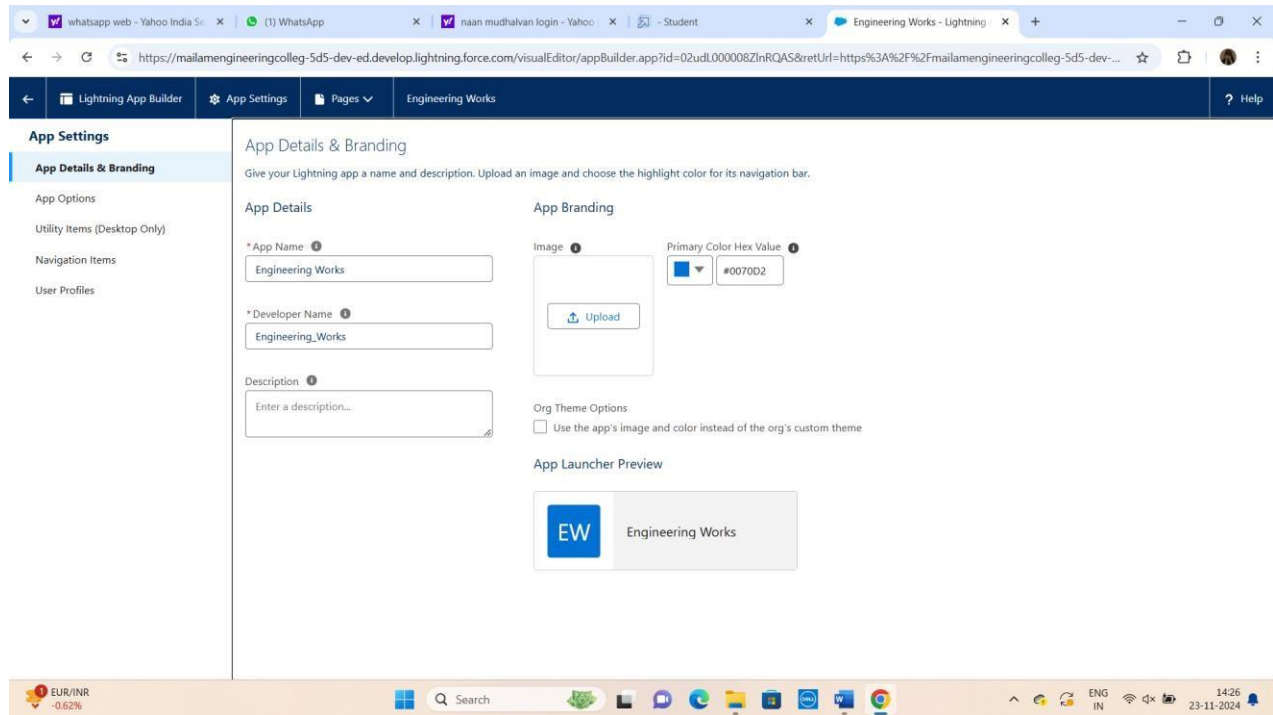 whatsapp web - Yahoo India Se
(1) WhatsApp
naan mudhalvan login - Yahoo
- Student
Engineering Works - Lightning
https://mailamengineeringcolleg-5d5-dev-ed.develop.lightning.force.com/visualEditor/appBuilder.app?id=02udL000008ZlnRQAS&retUrl=https%3A%2F%2Fmailamengineeringcolleg-5d5-dev-...
Lightning App Builder
App Settings
Pages
Engineering Works
? Help
App Settings
App Details & Branding
App Options
Utility Items (Desktop Only)
Navigation Items
User Profiles
App Details & Branding
Give your Lightning app a name and description. Upload an image and choose the highlight color for its navigation bar.
App Details
*App Name
Engineering Works
*Developer Name
Engineering_Works
Description
Enter a description...
App Branding
Image
Upload
Primary Color Hex Value
#0070D2
Org Theme Options
Use the app's image and color instead of the org's custom theme
App Launcher Preview
EW
Engineering Works
1
EUR/INR
-0.62%
Search
DELL
W
ENG
IN
14:26
23-11-2024